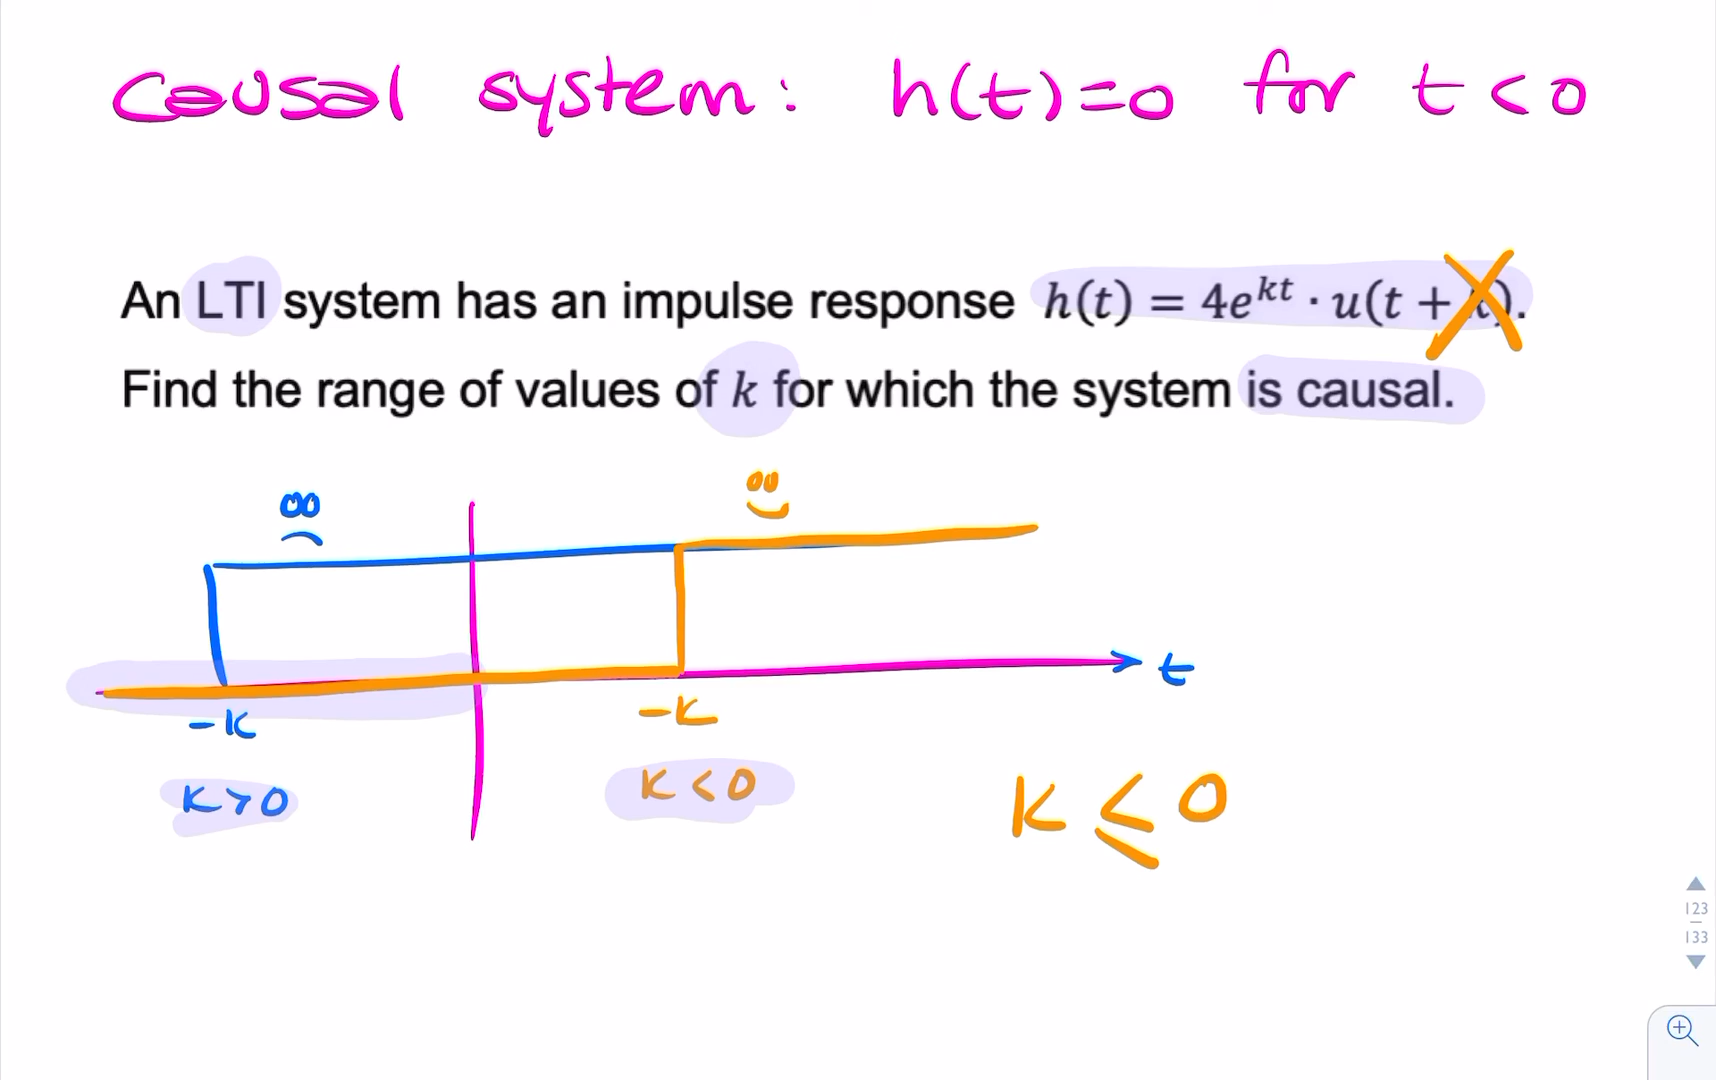 causal system: h(t)=0 for t<0
An LTI system has an impulse response h(t) = 4e^{kt} · u(t + k).
Find the range of values of k for which the system is causal.
t
-K
-K
K>0
K<0
K ≤ 0
123
133